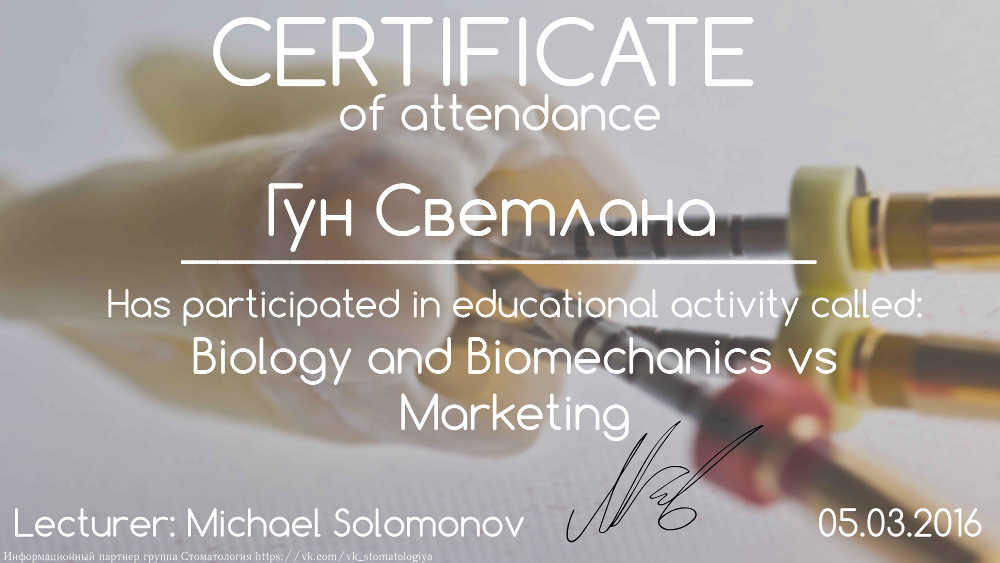 CERTIFICATE
of attendance
Гун Светлана
Has participated in educational activity called:
Biology and Biomechanics vs
Marketing
Lecturer: Michael Solomonov
05.03.2016
Информационный партнер группа Стоматология https://vk.com/vk_stomatologiya